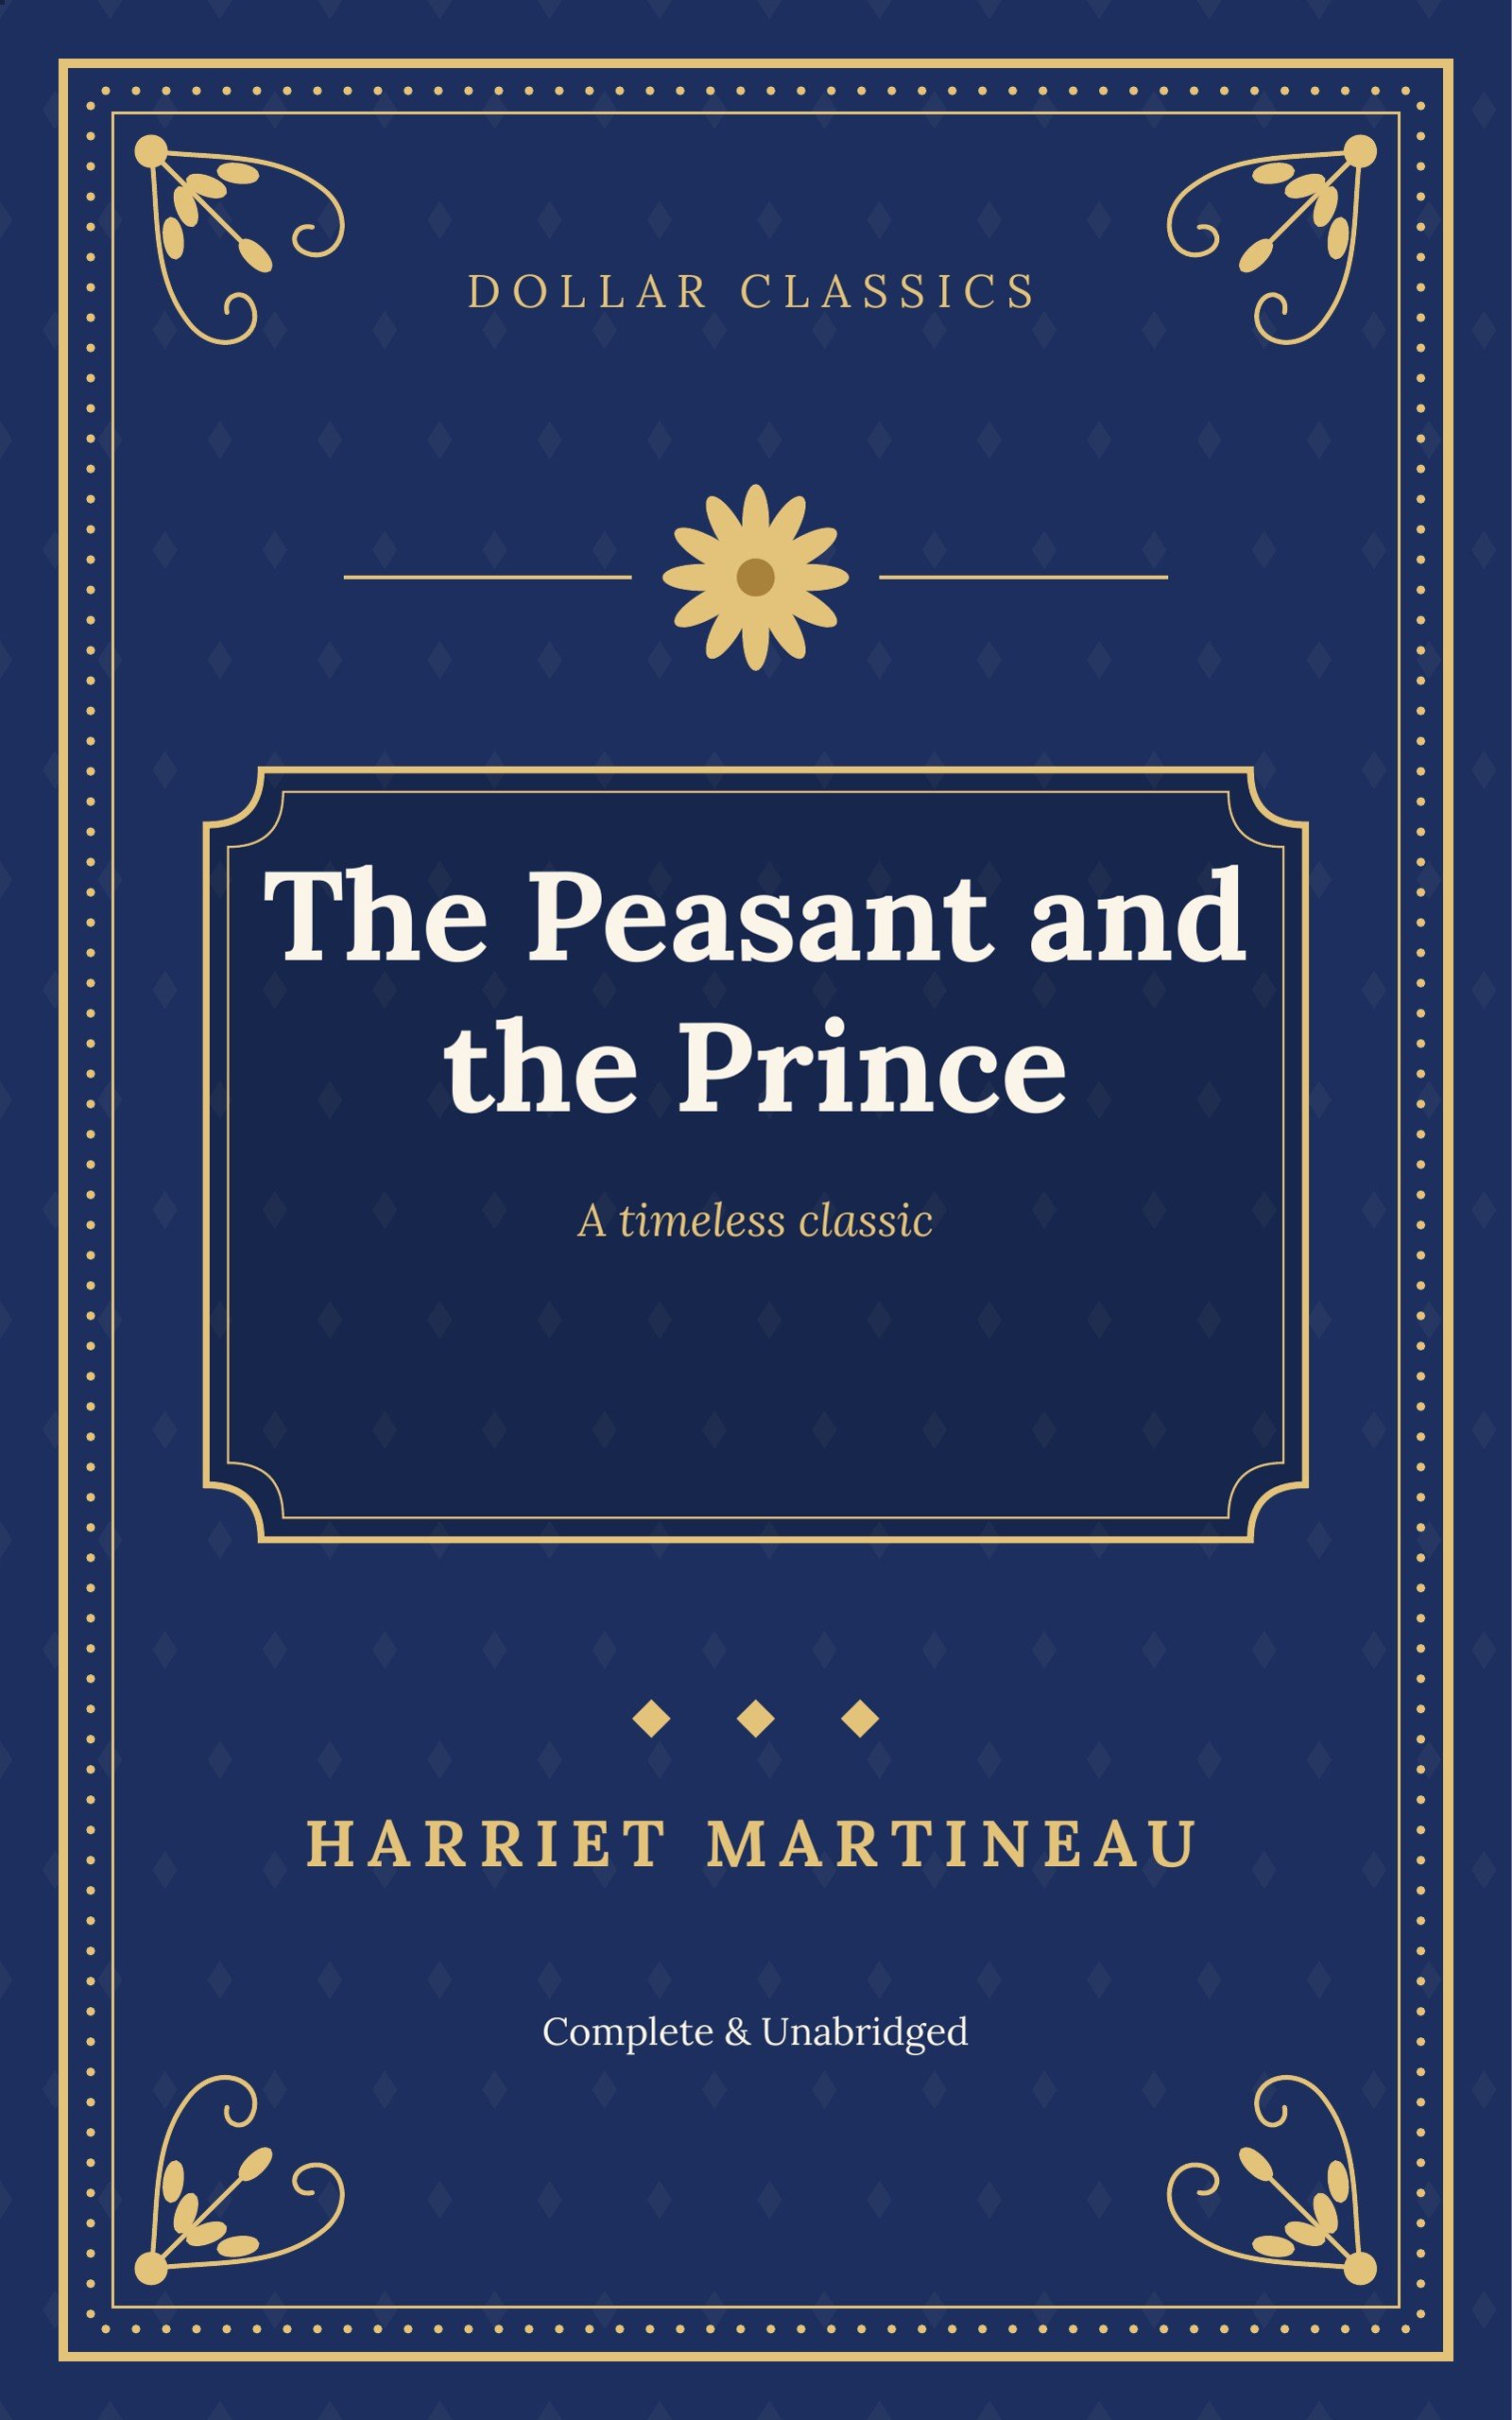 DOLLAR CLASSICS
The Peasant and
the Prince
A timeless classic
HARRIET MARTINEAU
Complete & Unabridged